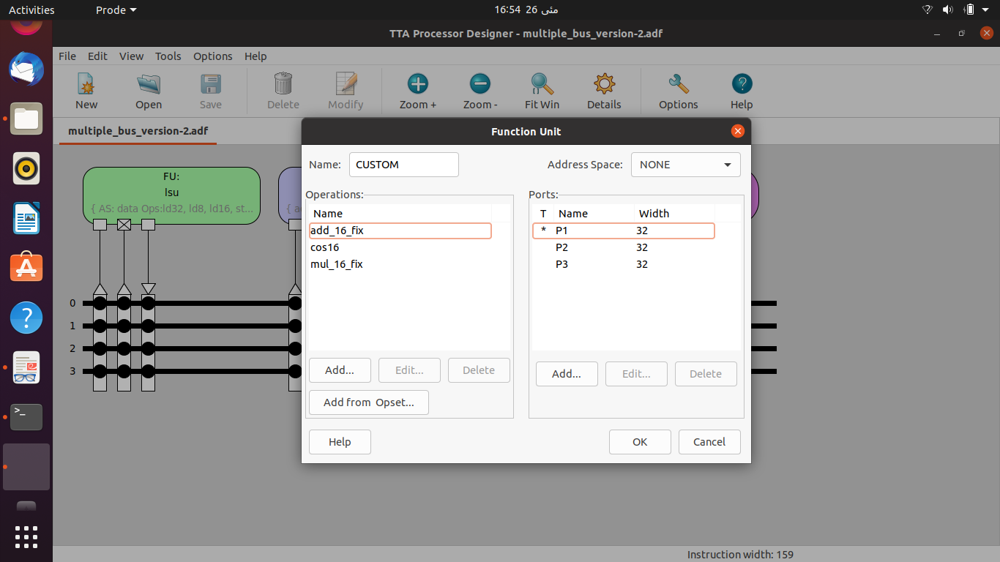 Activities Prode 16:54 26 مئی
TTA Processor Designer - multiple_bus_version-2.adf
File Edit View Tools Options Help
New Open Save Delete Modify Zoom + Zoom - Fit Win Details Options Help
multiple_bus_version-2.adf
Function Unit
Name: CUSTOM Address Space: NONE
FU:
lsu
{ AS: data Ops:ld32, ld8, ld16, st...
Operations:
Name
add_16_fix
cos16
mul_16_fix
Add... Edit... Delete
Add from Opset...
Ports:
T Name Width
* P1 32
P2 32
P3 32
Add... Edit... Delete
Help OK Cancel
0
1
2
3
Instruction width: 159